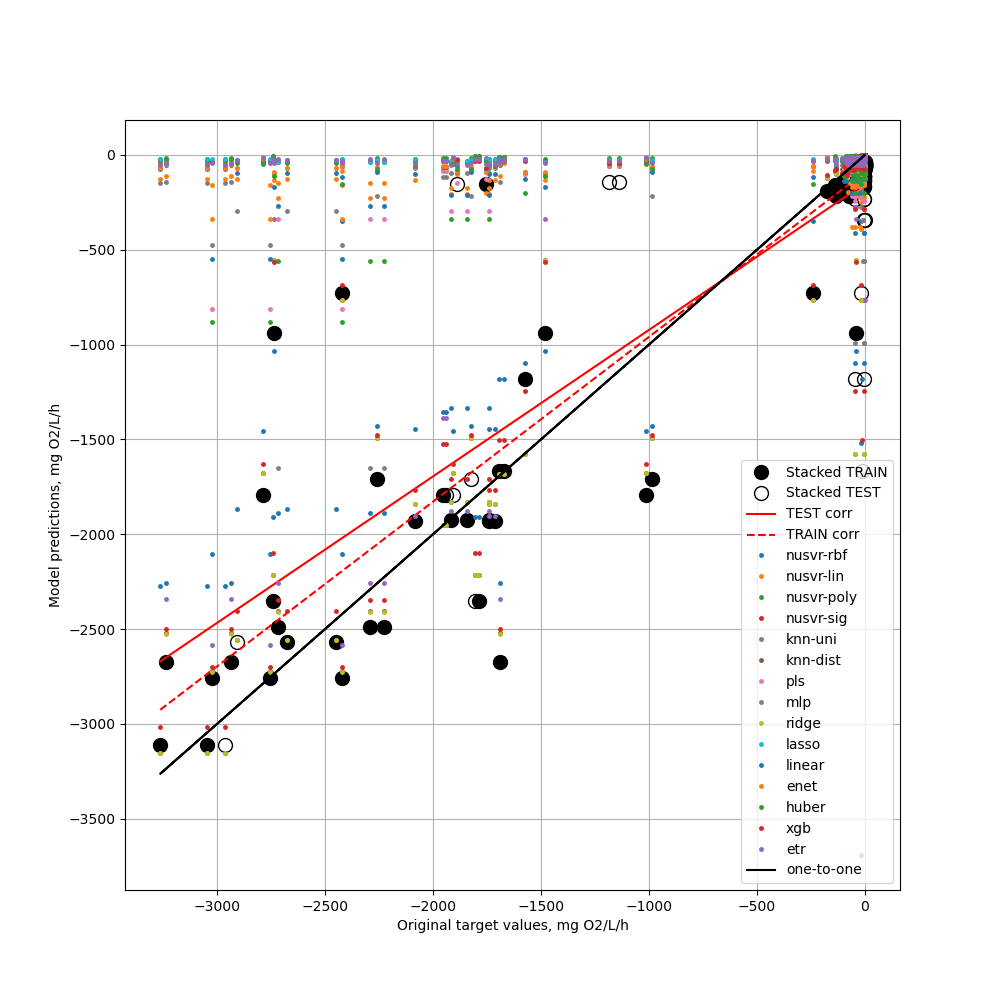 0
−500
−1000
−1500
−2000
−2500
−3000
−3500
Model predictions, mg O2/L/h
−3000
−2500
−2000
−1500
−1000
−500
0
Original target values, mg O2/L/h
Stacked TRAIN
Stacked TEST
TEST corr
TRAIN corr
nusvr-rbf
nusvr-lin
nusvr-poly
nusvr-sig
knn-uni
knn-dist
pls
mlp
ridge
lasso
linear
enet
huber
xgb
etr
one-to-one